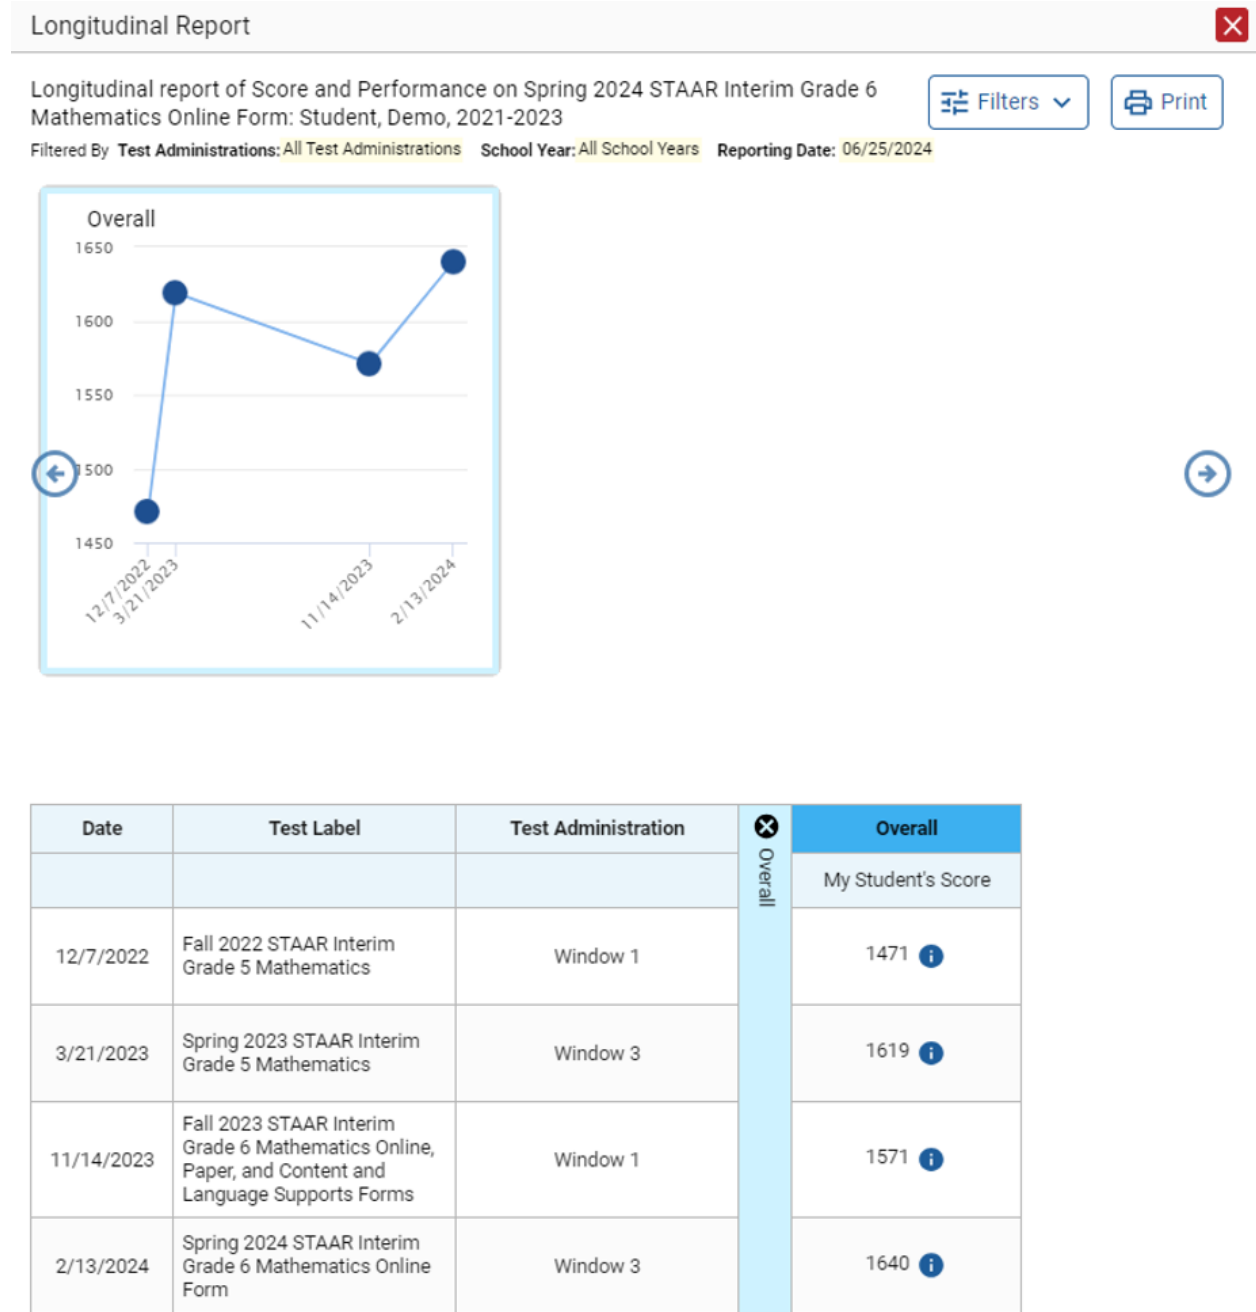 Longitudinal Report
Longitudinal report of Score and Performance on Spring 2024 STAAR Interim Grade 6
Mathematics Online Form: Student, Demo, 2021-2023
Filters
Print
Filtered By Test Administrations: All Test Administrations School Year: All School Years Reporting Date: 06/25/2024
Overall
1650
1600
1550
1500
1450
12/7/2022
3/21/2023
11/14/2023
2/13/2024
Date Test Label Test Administration Overall Overall
My Student's Score
12/7/2022
Fall 2022 STAAR Interim
Grade 5 Mathematics
Window 1
1471
3/21/2023
Spring 2023 STAAR Interim
Grade 5 Mathematics
Window 3
1619
11/14/2023
Fall 2023 STAAR Interim
Grade 6 Mathematics Online,
Paper, and Content and
Language Supports Forms
Window 1
1571
2/13/2024
Spring 2024 STAAR Interim
Grade 6 Mathematics Online
Form
Window 3
1640